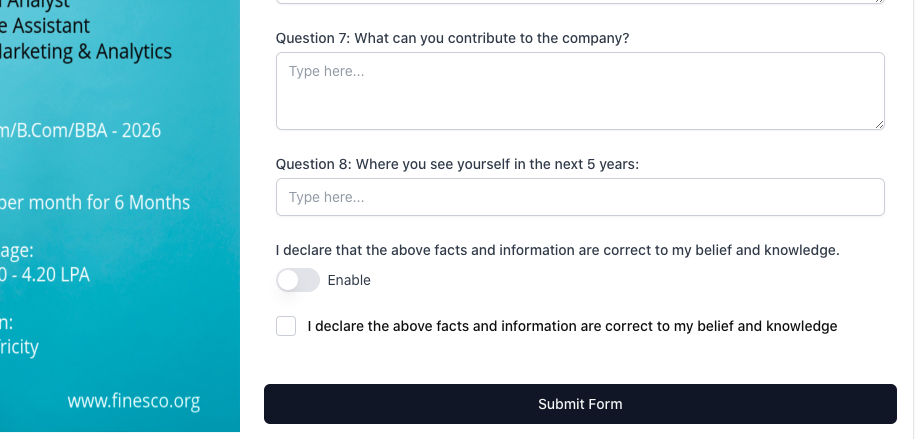 Analyst
e Assistant
arketing & Analytics
m/B.Com/BBA - 2026
per month for 6 Months
age:
0 - 4.20 LPA
n:
ricity
www.finesco.org
Question 7: What can you contribute to the company?
Type here...
Question 8: Where you see yourself in the next 5 years:
Type here...
I declare that the above facts and information are correct to my belief and knowledge.
Enable
I declare the above facts and information are correct to my belief and knowledge
Submit Form